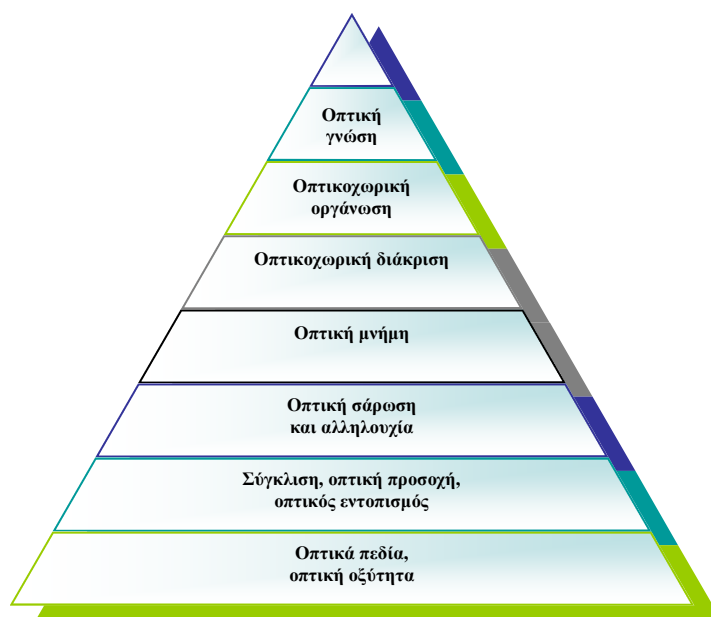 Οπτική
γνώση
Οπτικοχωρική
οργάνωση
Οπτικοχωρική διάκριση
Οπτική μνήμη
Οπτική σάρωση
και αλληλουχία
Σύγκλιση, οπτική προσοχή,
οπτικός εντοπισμός
Οπτικά πεδία,
οπτική οξύτητα